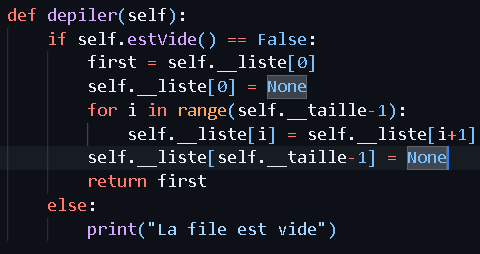 def depiler(self):
    if self.estVide() == False:
        first = self.__liste[0]
        self.__liste[0] = None
        for i in range(self.__taille-1):
            self.__liste[i] = self.__liste[i+1]
        self.__liste[self.__taille-1] = None
        return first
    else:
        print("La file est vide")